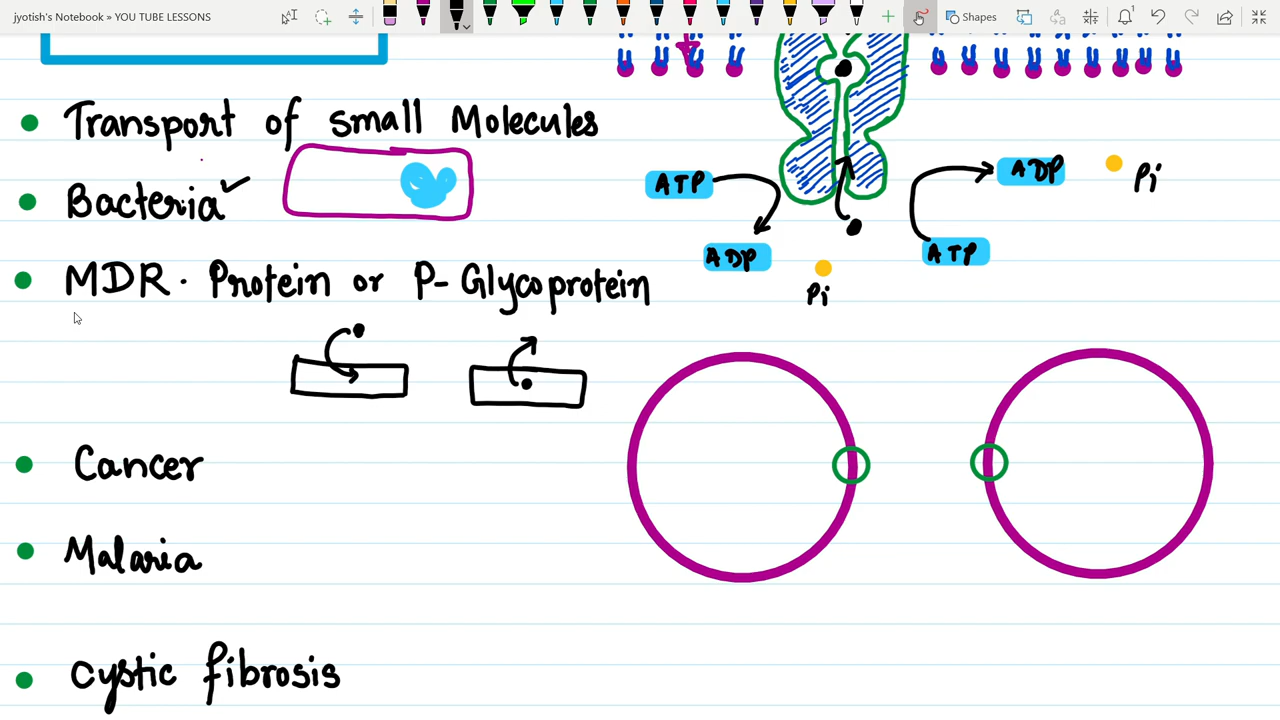 jyotish's Notebook » YOU TUBE LESSONS
Shapes
Transport of small Molecules
Bacteria
MDR. Protein or P-Glycoprotein
Cancer
Malaria
Cystic fibrosis
ATP
ADP
Pi
ADP
Pi
ATP